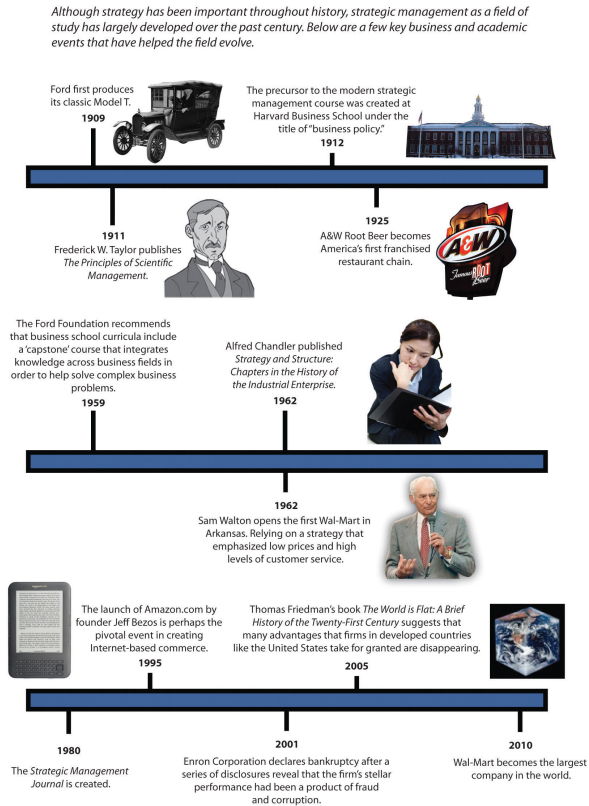 Although strategy has been important throughout history, strategic management as a field of
study has largely developed over the past century. Below are a few key business and academic
events that have helped the field evolve.
Ford first produces
its classic Model T.
1909
The precursor to the modern strategic
management course was created at
Harvard Business School under the
title of “business policy.”
1912
1911
Frederick W. Taylor publishes
The Principles of Scientific
Management.
1925
A&W Root Beer becomes
America's first franchised
restaurant chain.
A&W
Famous ROOT
Beer
The Ford Foundation recommends
that business school curricula include
a ‘capstone’ course that integrates
knowledge across business fields in
order to help solve complex business
problems.
1959
Alfred Chandler published
Strategy and Structure:
Chapters in the History of
the Industrial Enterprise.
1962
1962
Sam Walton opens the first Wal-Mart in
Arkansas. Relying on a strategy that
emphasized low prices and high
levels of customer service.
The launch of Amazon.com by
founder Jeff Bezos is perhaps the
pivotal event in creating
Internet-based commerce.
1995
Thomas Friedman's book The World is Flat: A Brief
History of the Twenty-First Century suggests that
many advantages that firms in developed countries
like the United States take for granted are disappearing.
2005
1980
The Strategic Management
Journal is created.
2001
Enron Corporation declares bankruptcy after a
series of disclosures reveal that the firm's stellar
performance had been a product of fraud
and corruption.
2010
Wal-Mart becomes the largest
company in the world.